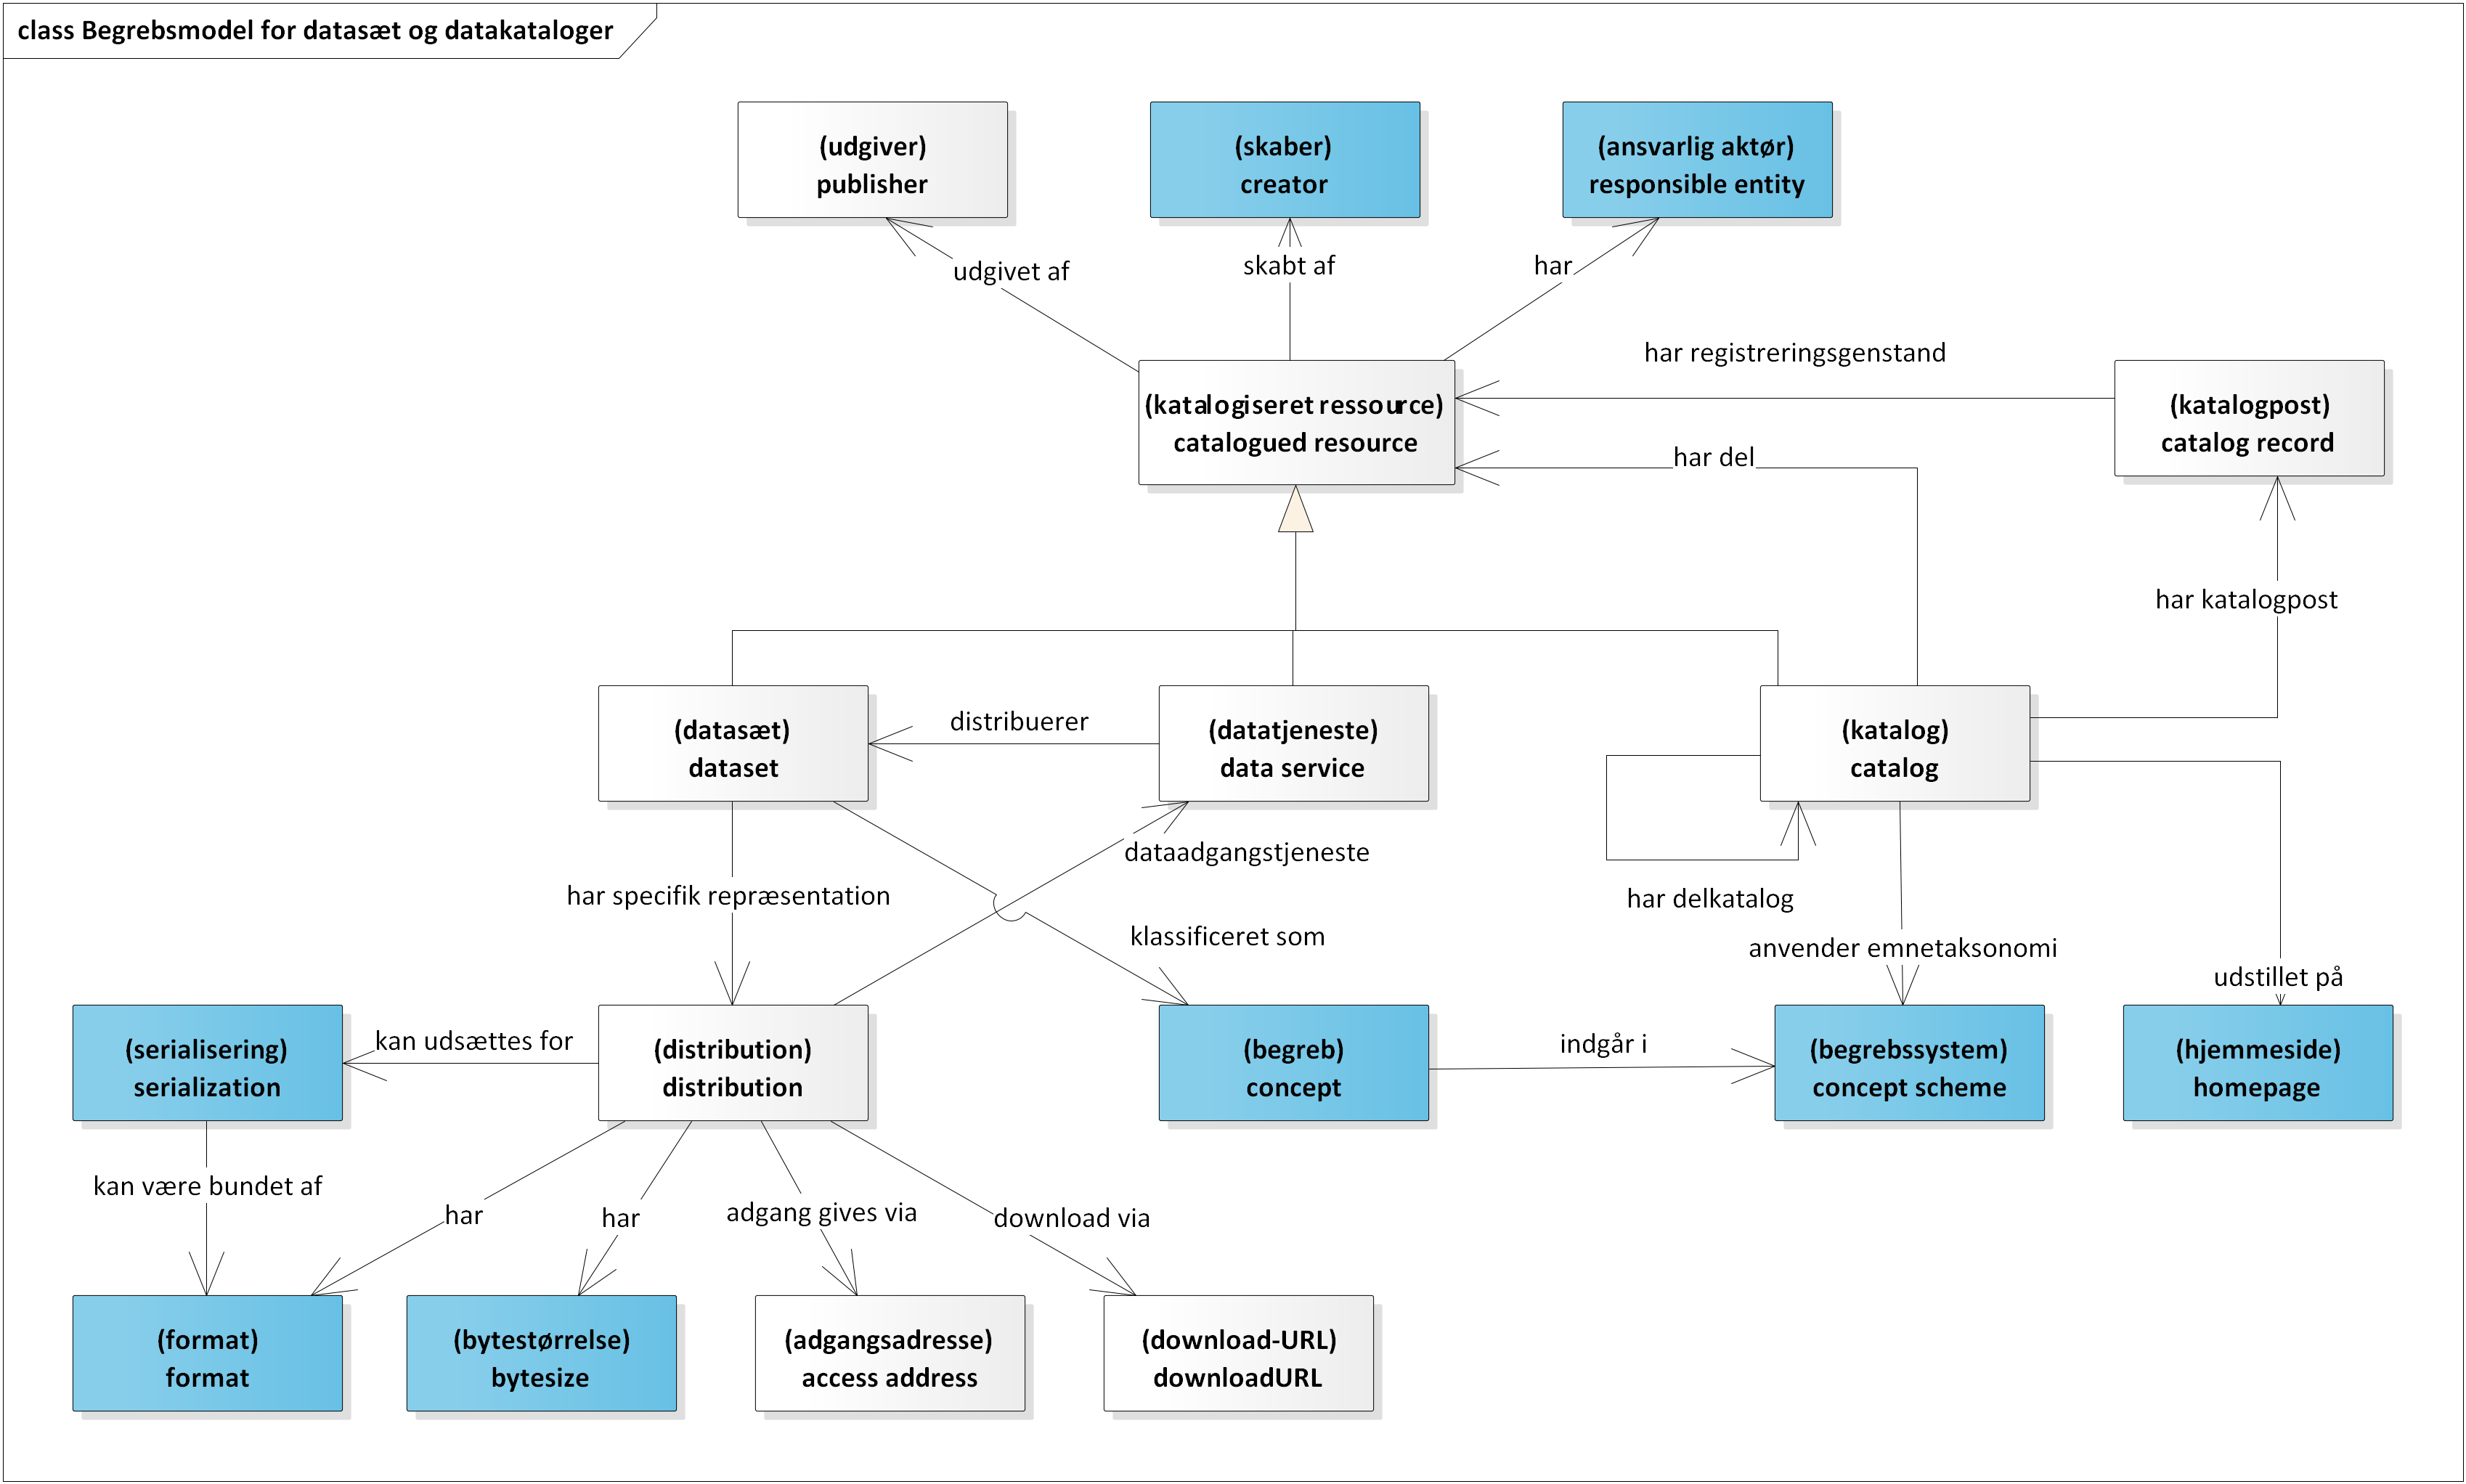 class Begrebsmodel for datasæt og datakataloger
(udgiver)
publisher
(skaber)
creator
(ansvarlig aktør)
responsible entity
udgivet af
skabt af
har
har registreringsgenstand
(katalogiseret ressource)
catalogued resource
(katalogpost)
catalog record
har del
har katalogpost
(datasæt)
dataset
distribuerer
(datatjeneste)
data service
(katalog)
catalog
dataadgangstjeneste
har specifik repræsentation
har delkatalog
klassificeret som
anvender emnetaksonomi
udstillet på
(serialisering)
serialization
kan udsættes for
(distribution)
distribution
(begreb)
concept
indgår i
(begrebssystem)
concept scheme
(hjemmeside)
homepage
kan være bundet af
har
har
adgang gives via
download via
(format)
format
(bytestørrelse)
bytesize
(adgangsadresse)
access address
(download-URL)
downloadURL